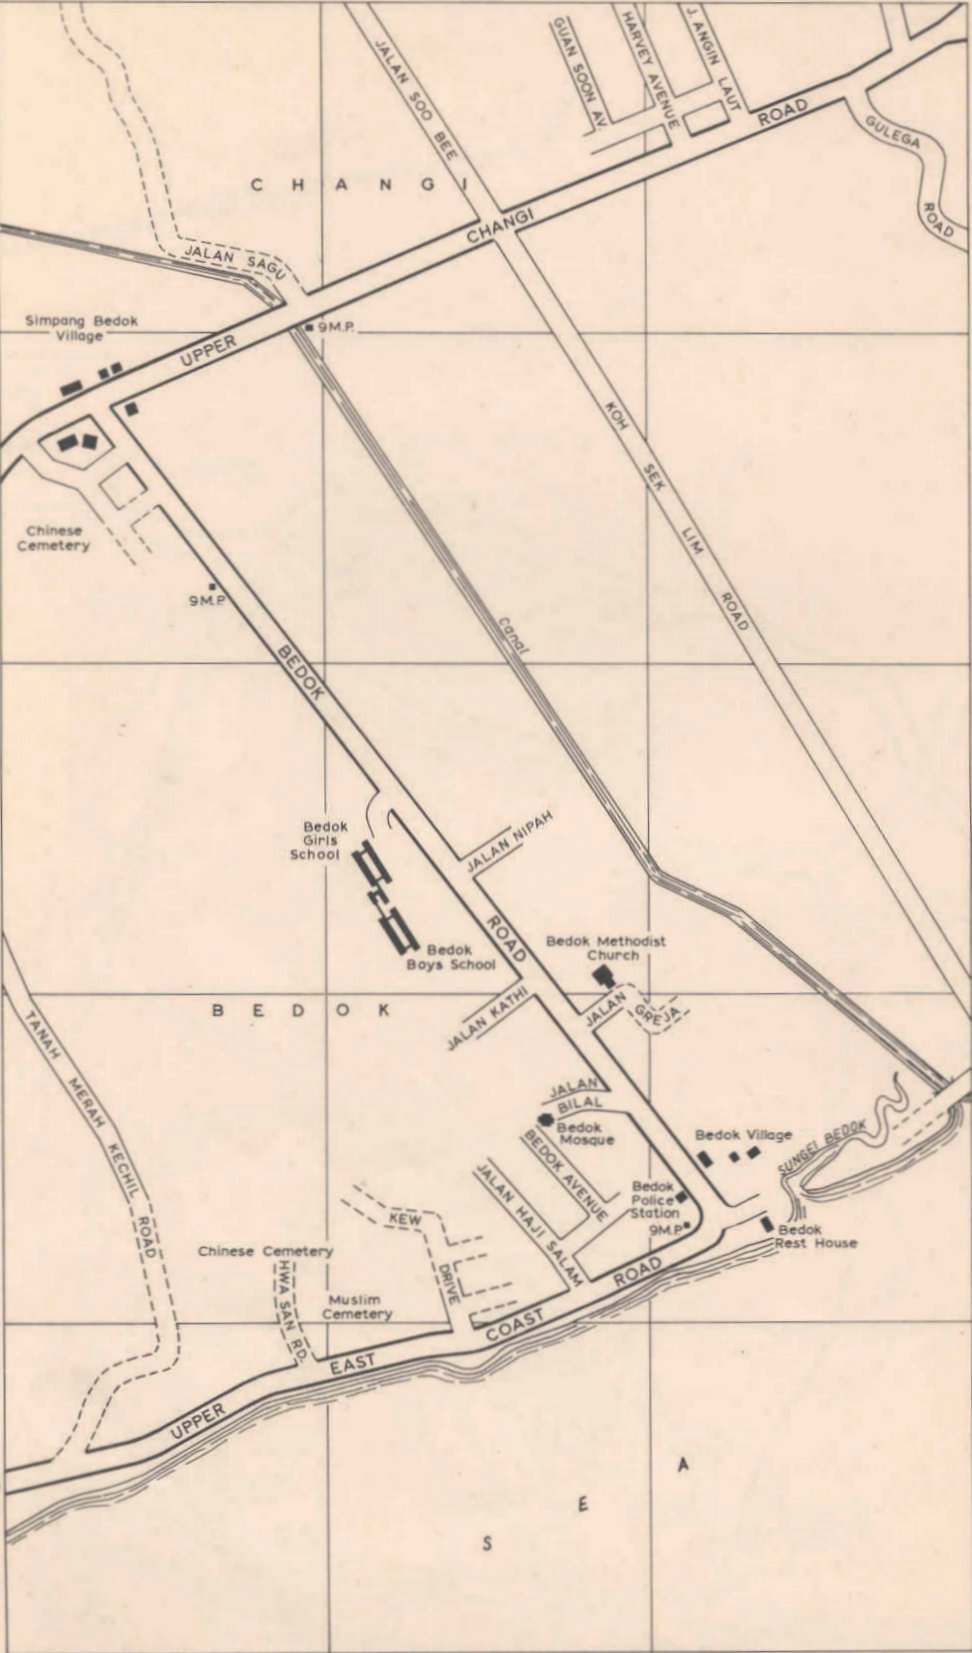 JALAN SOO BEE
GUAN SOON AV.
HARVEY AVENUE
J. ANGIN LAUT
ROAD
GULEGA
ROAD
CHANGI
CHANGI
JALAN SAGU
9M.P.
Simpang Bedok
Village
UPPER
KOH SEK LIM ROAD
Chinese
Cemetery
9M.P.
Canal
BEDOK
Bedok
Girls
School
JALAN NIPAH
ROAD
Bedok
Boys School
Bedok Methodist
Church
BEDOK
JALAN KATHI
JALAN
GREJA
TANAH MERAH KECHIL ROAD
JALAN
BILAL
Bedok
Mosque
BEDOK AVENUE
Bedok Village
SUNGEI BEDOK
JALAN HAJI SALAM
Bedok
Police
Station
9M.P.
KEW
DRIVE
Bedok
Rest House
Chinese Cemetery
HWA SAN RD.
Muslim
Cemetery
ROAD
COAST
EAST
UPPER
SEA